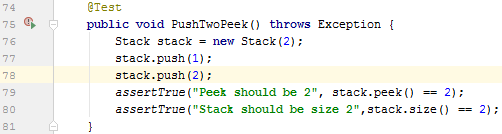 74 @Test
75 public void PushTwoPeek() throws Exception {
76 Stack stack = new Stack(2);
77 stack.push(1);
78 stack.push(2);
79 assertTrue("Peek should be 2", stack.peek() == 2);
80 assertTrue("Stack should be size 2",stack.size() == 2);
81 }